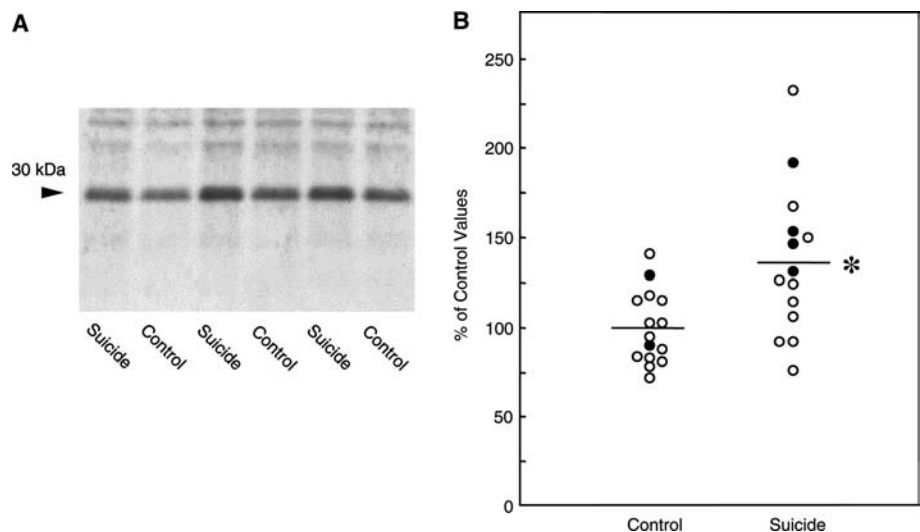 A
30 kDa
Suicide
Control
Suicide
Control
Suicide
Control
B
% of Control Values
250
200
150
100
50
0
*
Control
Suicide